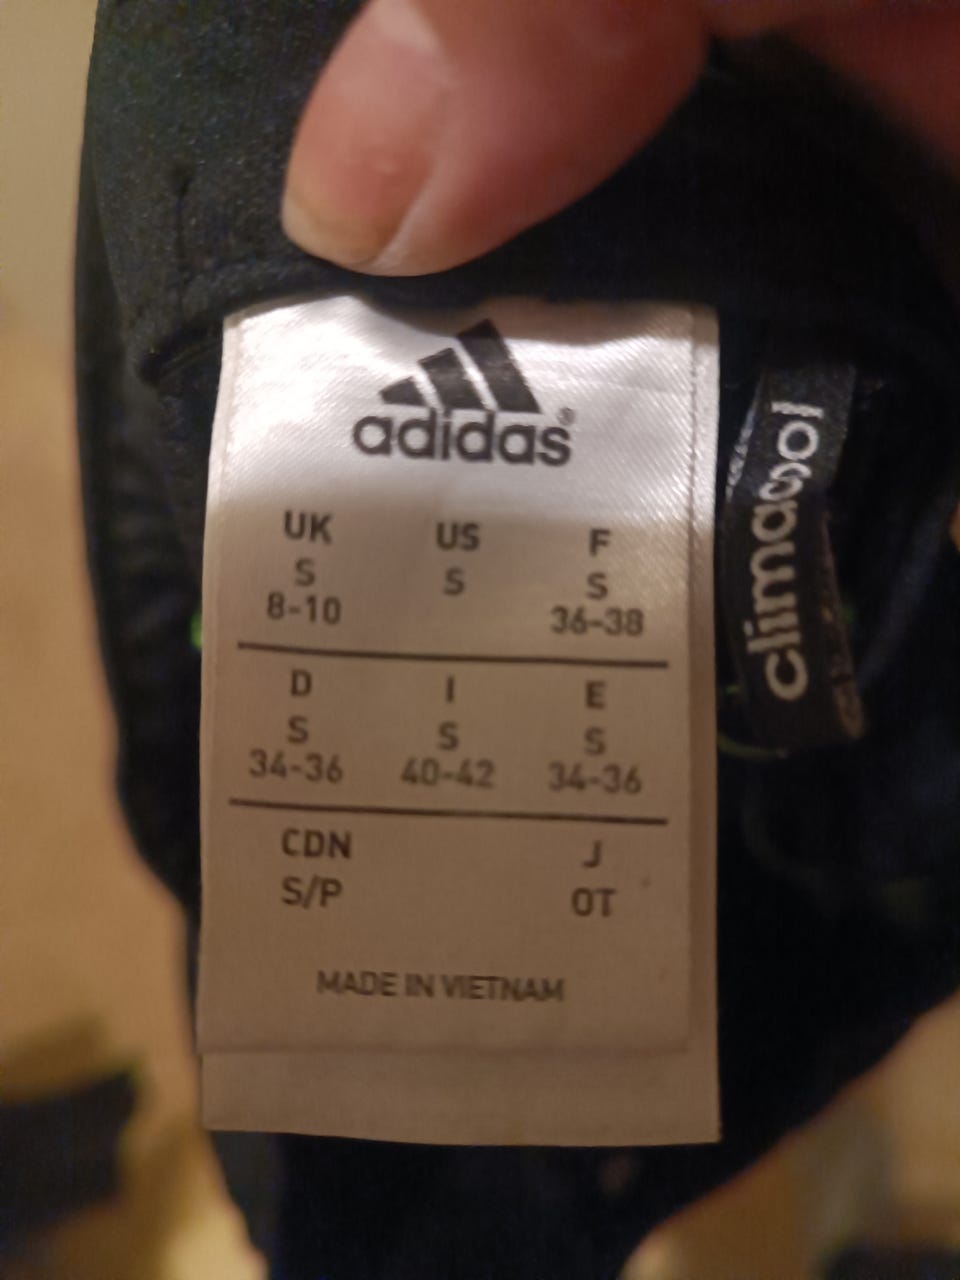 adidas®
UK US F
S S S
8-10 36-38
D I E
S S S
34-36 40-42 34-36
CDN J
S/P OT
MADE IN VIETNAM
climacool